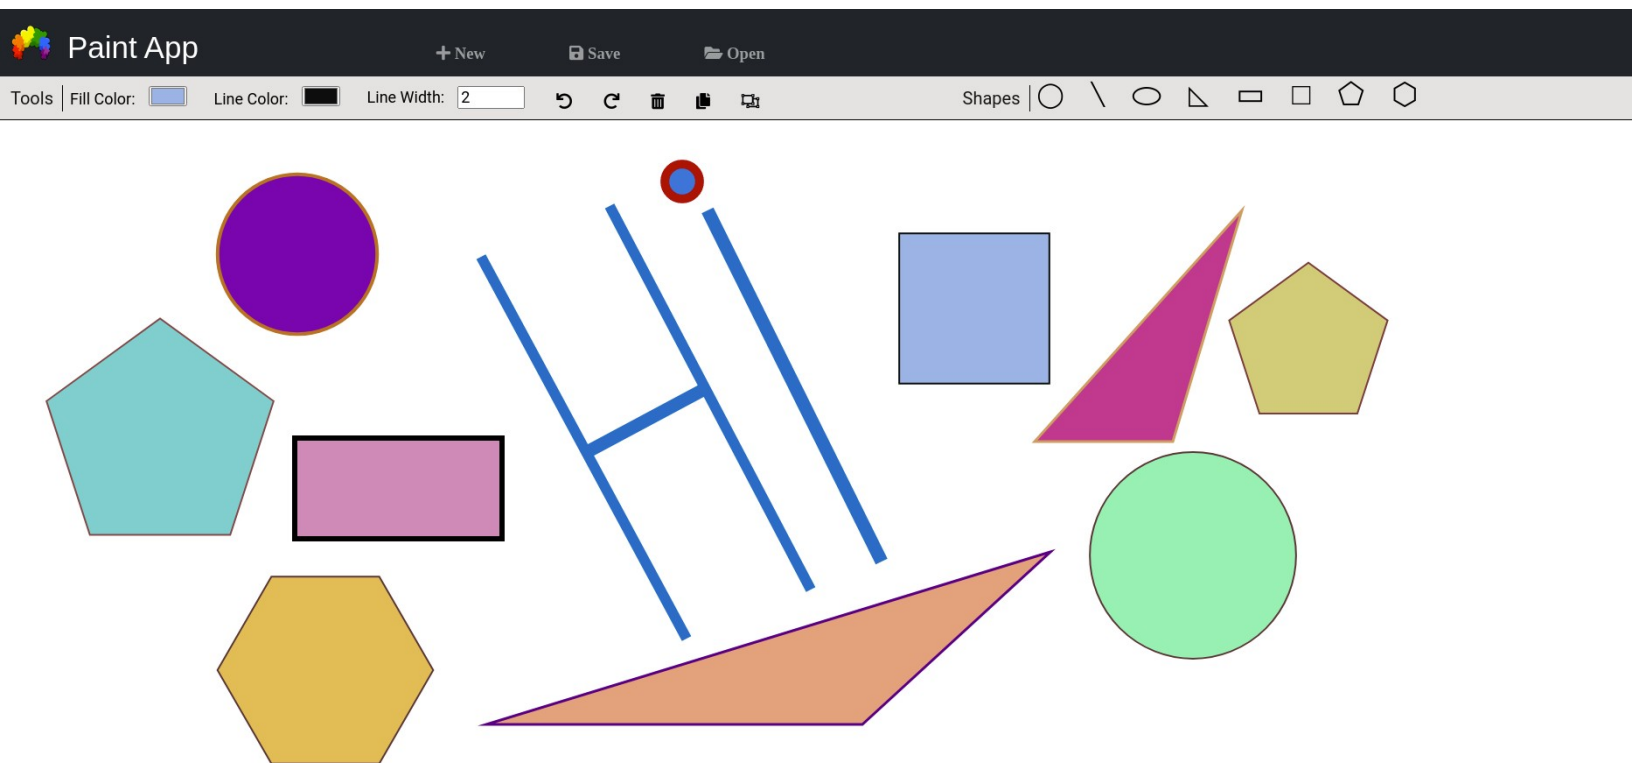 Paint App
New Save Open
Tools Fill Color: Line Color: Line Width: 2 Shapes